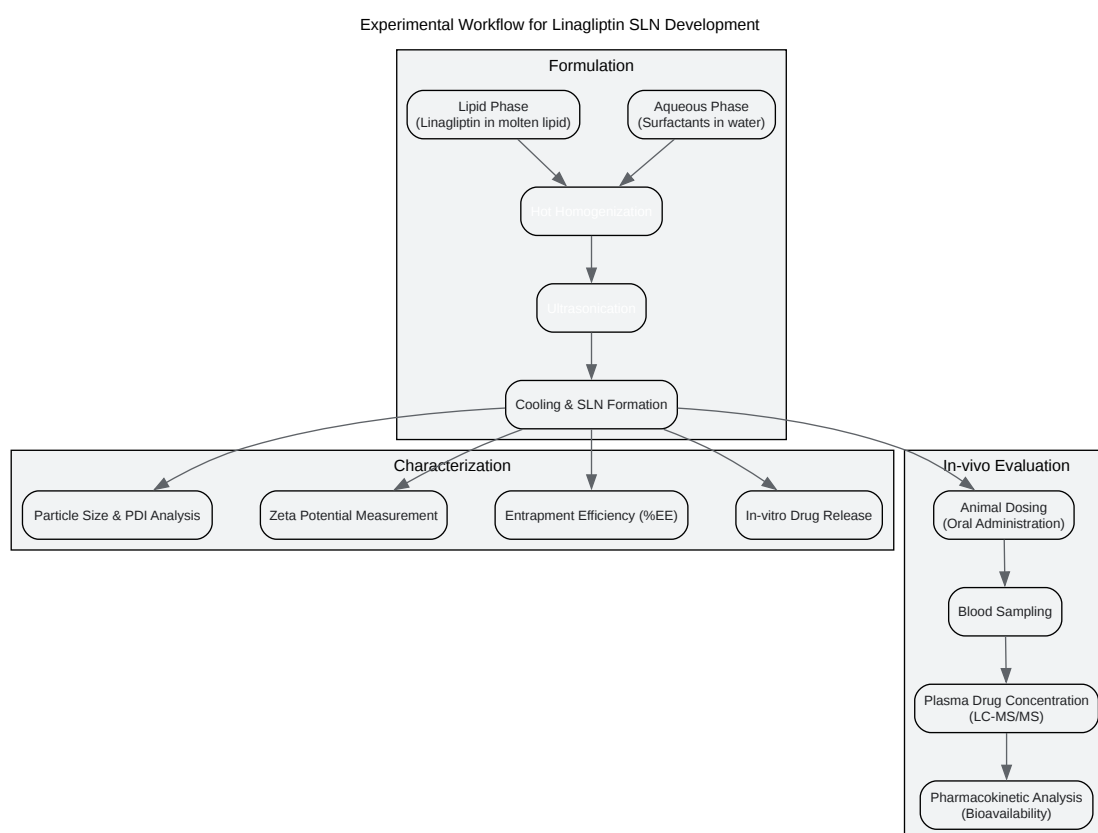 Experimental Workflow for Linagliptin SLN Development
Formulation
Lipid Phase
(Linagliptin in molten lipid)
Aqueous Phase
(Surfactants in water)
Hot Homogenization
Ultrasonication
Cooling & SLN Formation
Characterization
Particle Size & PDI Analysis
Zeta Potential Measurement
Entrapment Efficiency (%EE)
In-vitro Drug Release
In-vivo Evaluation
Animal Dosing
(Oral Administration)
Blood Sampling
Plasma Drug Concentration
(LC-MS/MS)
Pharmacokinetic Analysis
(Bioavailability)